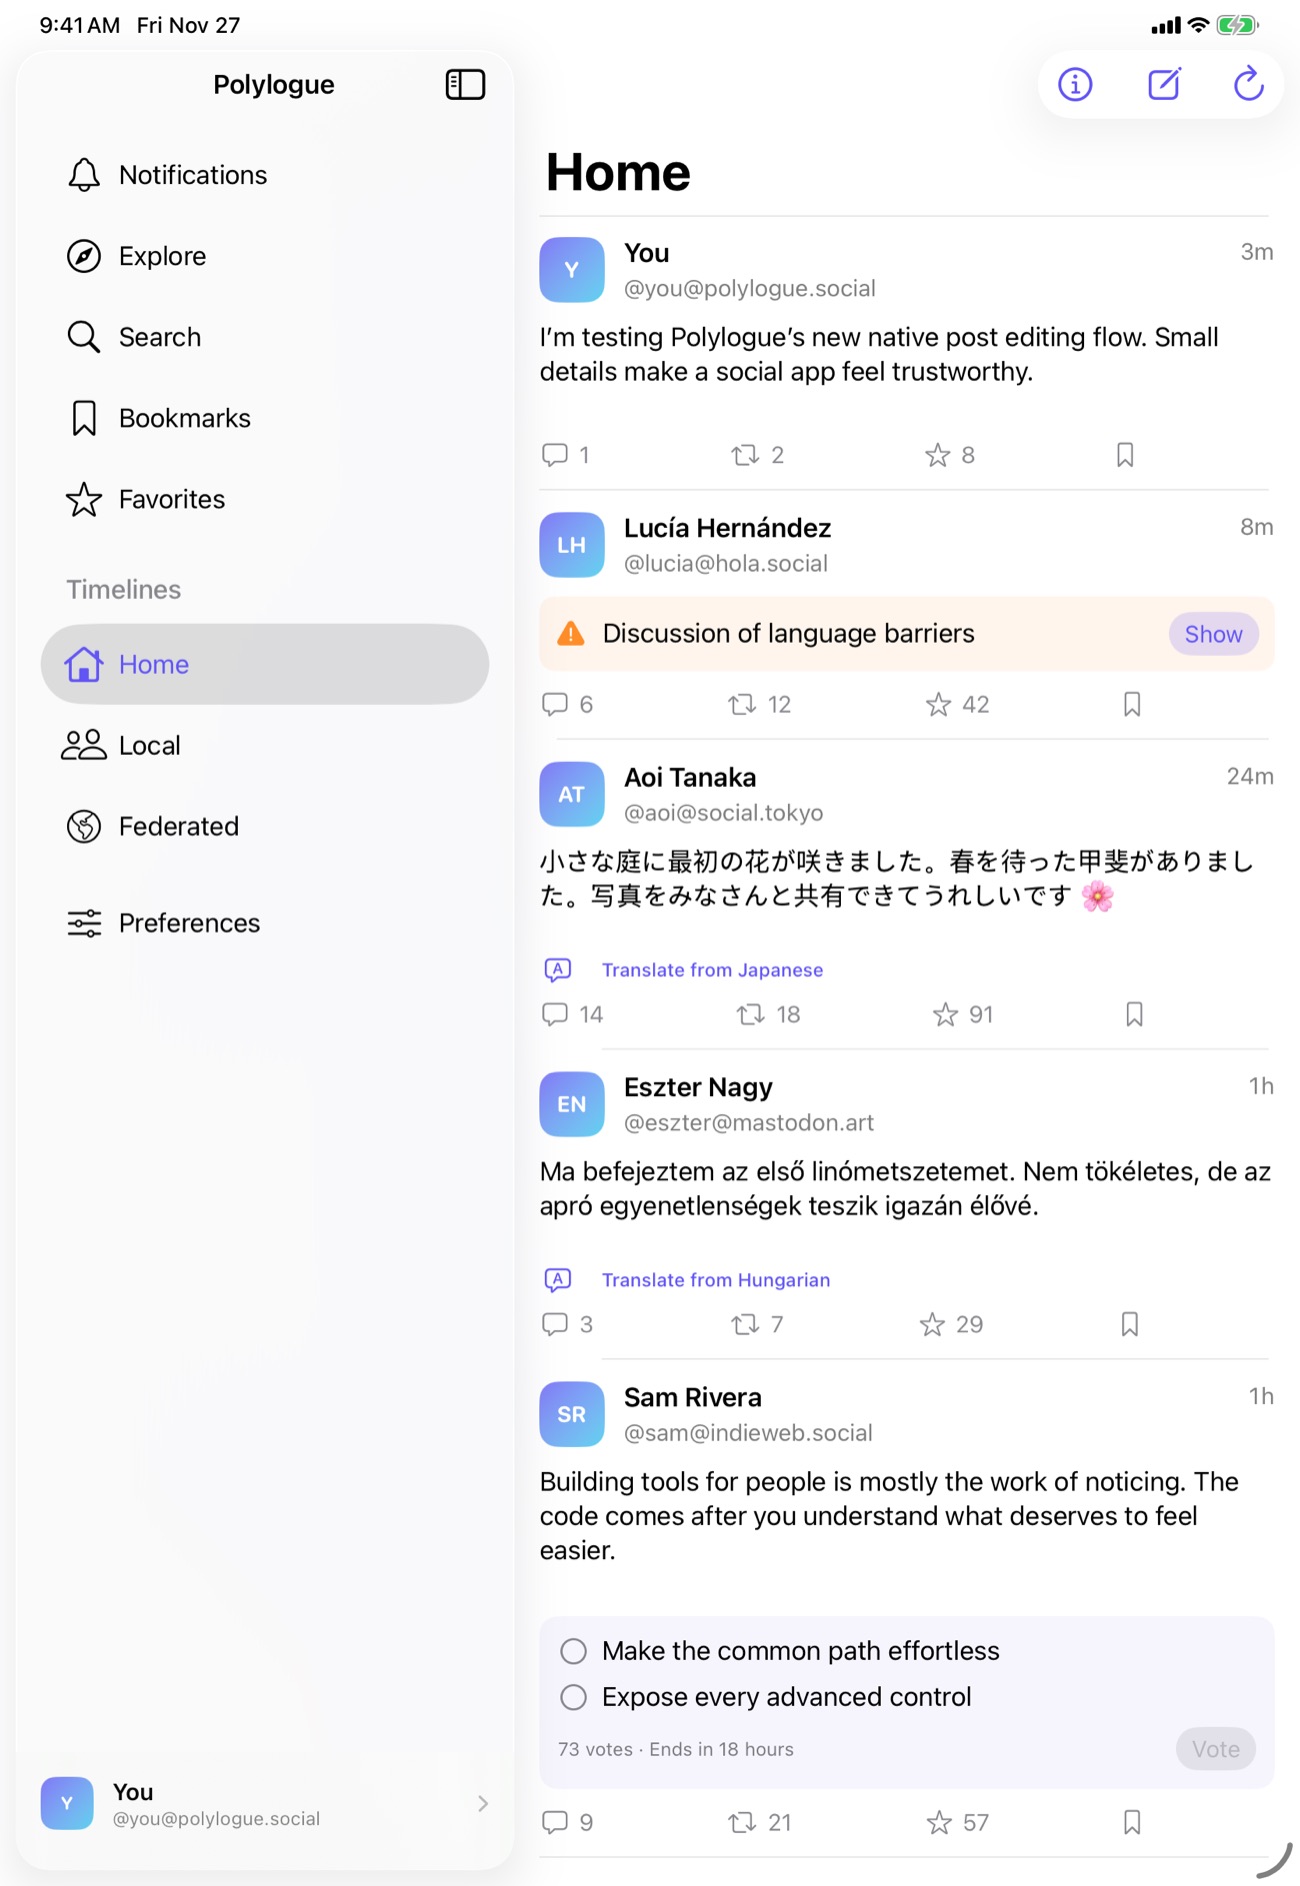 9:41 AM Fri Nov 27
Polylogue
Notifications
Explore
Search
Bookmarks
Favorites
Timelines
Home
Local
Federated
Preferences
Y
You
@you@polylogue.social
Home
Y
You
3m
@you@polylogue.social
I’m testing Polylogue’s new native post editing flow. Small
details make a social app feel trustworthy.
1 2 8
LH
Lucía Hernández
8m
@lucia@hola.social
Discussion of language barriers
Show
6 12 42
AT
Aoi Tanaka
24m
@aoi@social.tokyo
小さな庭に最初の花が咲きました。春を待った甲斐がありまし
た。写真をみなさんと共有できてうれしいです 🌸
A Translate from Japanese
14 18 91
EN
Eszter Nagy
1h
@eszter@mastodon.art
Ma befejeztem az első linómetszetemet. Nem tökéletes, de az
apró egyenetlenségek teszik igazán élővé.
A Translate from Hungarian
3 7 29
SR
Sam Rivera
1h
@sam@indieweb.social
Building tools for people is mostly the work of noticing. The
code comes after you understand what deserves to feel
easier.
Make the common path effortless
Expose every advanced control
73 votes · Ends in 18 hours
Vote
9 21 57